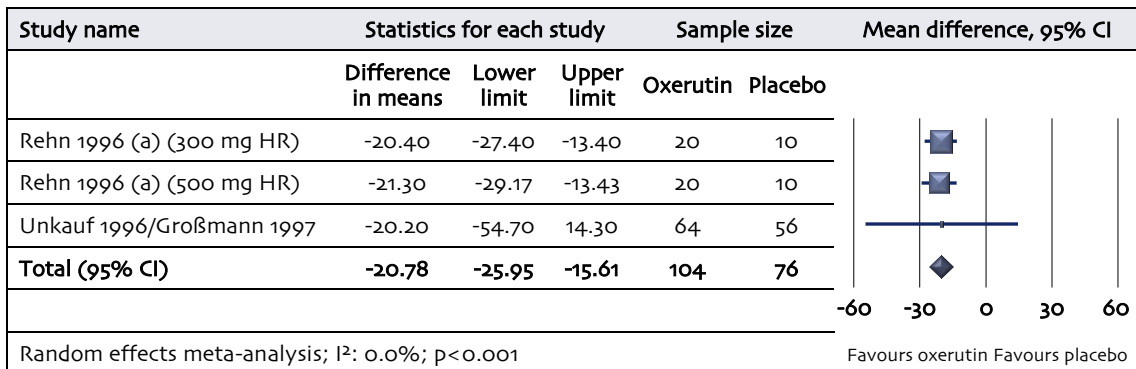 Study name Statistics for each study Sample size Mean difference, 95% CI
Difference in means Lower limit Upper limit Oxerutin Placebo
Rehn 1996 (a) (300 mg HR) -20.40 -27.40 -13.40 20 10
Rehn 1996 (a) (500 mg HR) -21.30 -29.17 -13.43 20 10
Unkauf 1996/Großmann 1997 -20.20 -54.70 14.30 64 56
Total (95% CI) -20.78 -25.95 -15.61 104 76
-60 -30 0 30 60
Random effects meta-analysis; I²: 0.0%; p<0.001 Favours oxerutin Favours placebo